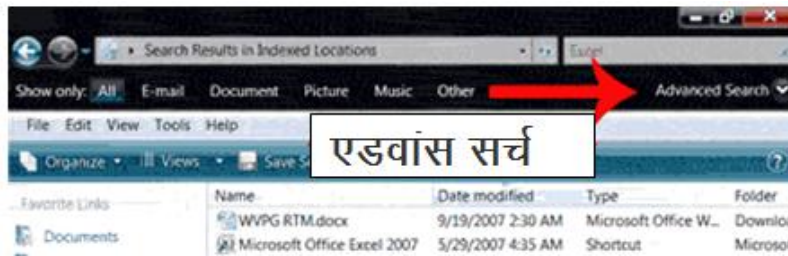 Search Results in Indexed Locations Excel
Show only: All E-mail Document Picture Music Other Advanced Search
File Edit View Tools Help
एडवांस सर्च
Organize Views Save S
Name Date modified Type Folder
Favorite Links
WVPG RTM.docx 9/19/2007 2:30 AM Microsoft Office W... Downlo
Documents
Microsoft Office Excel 2007 5/29/2007 4:35 AM Shortcut Microso